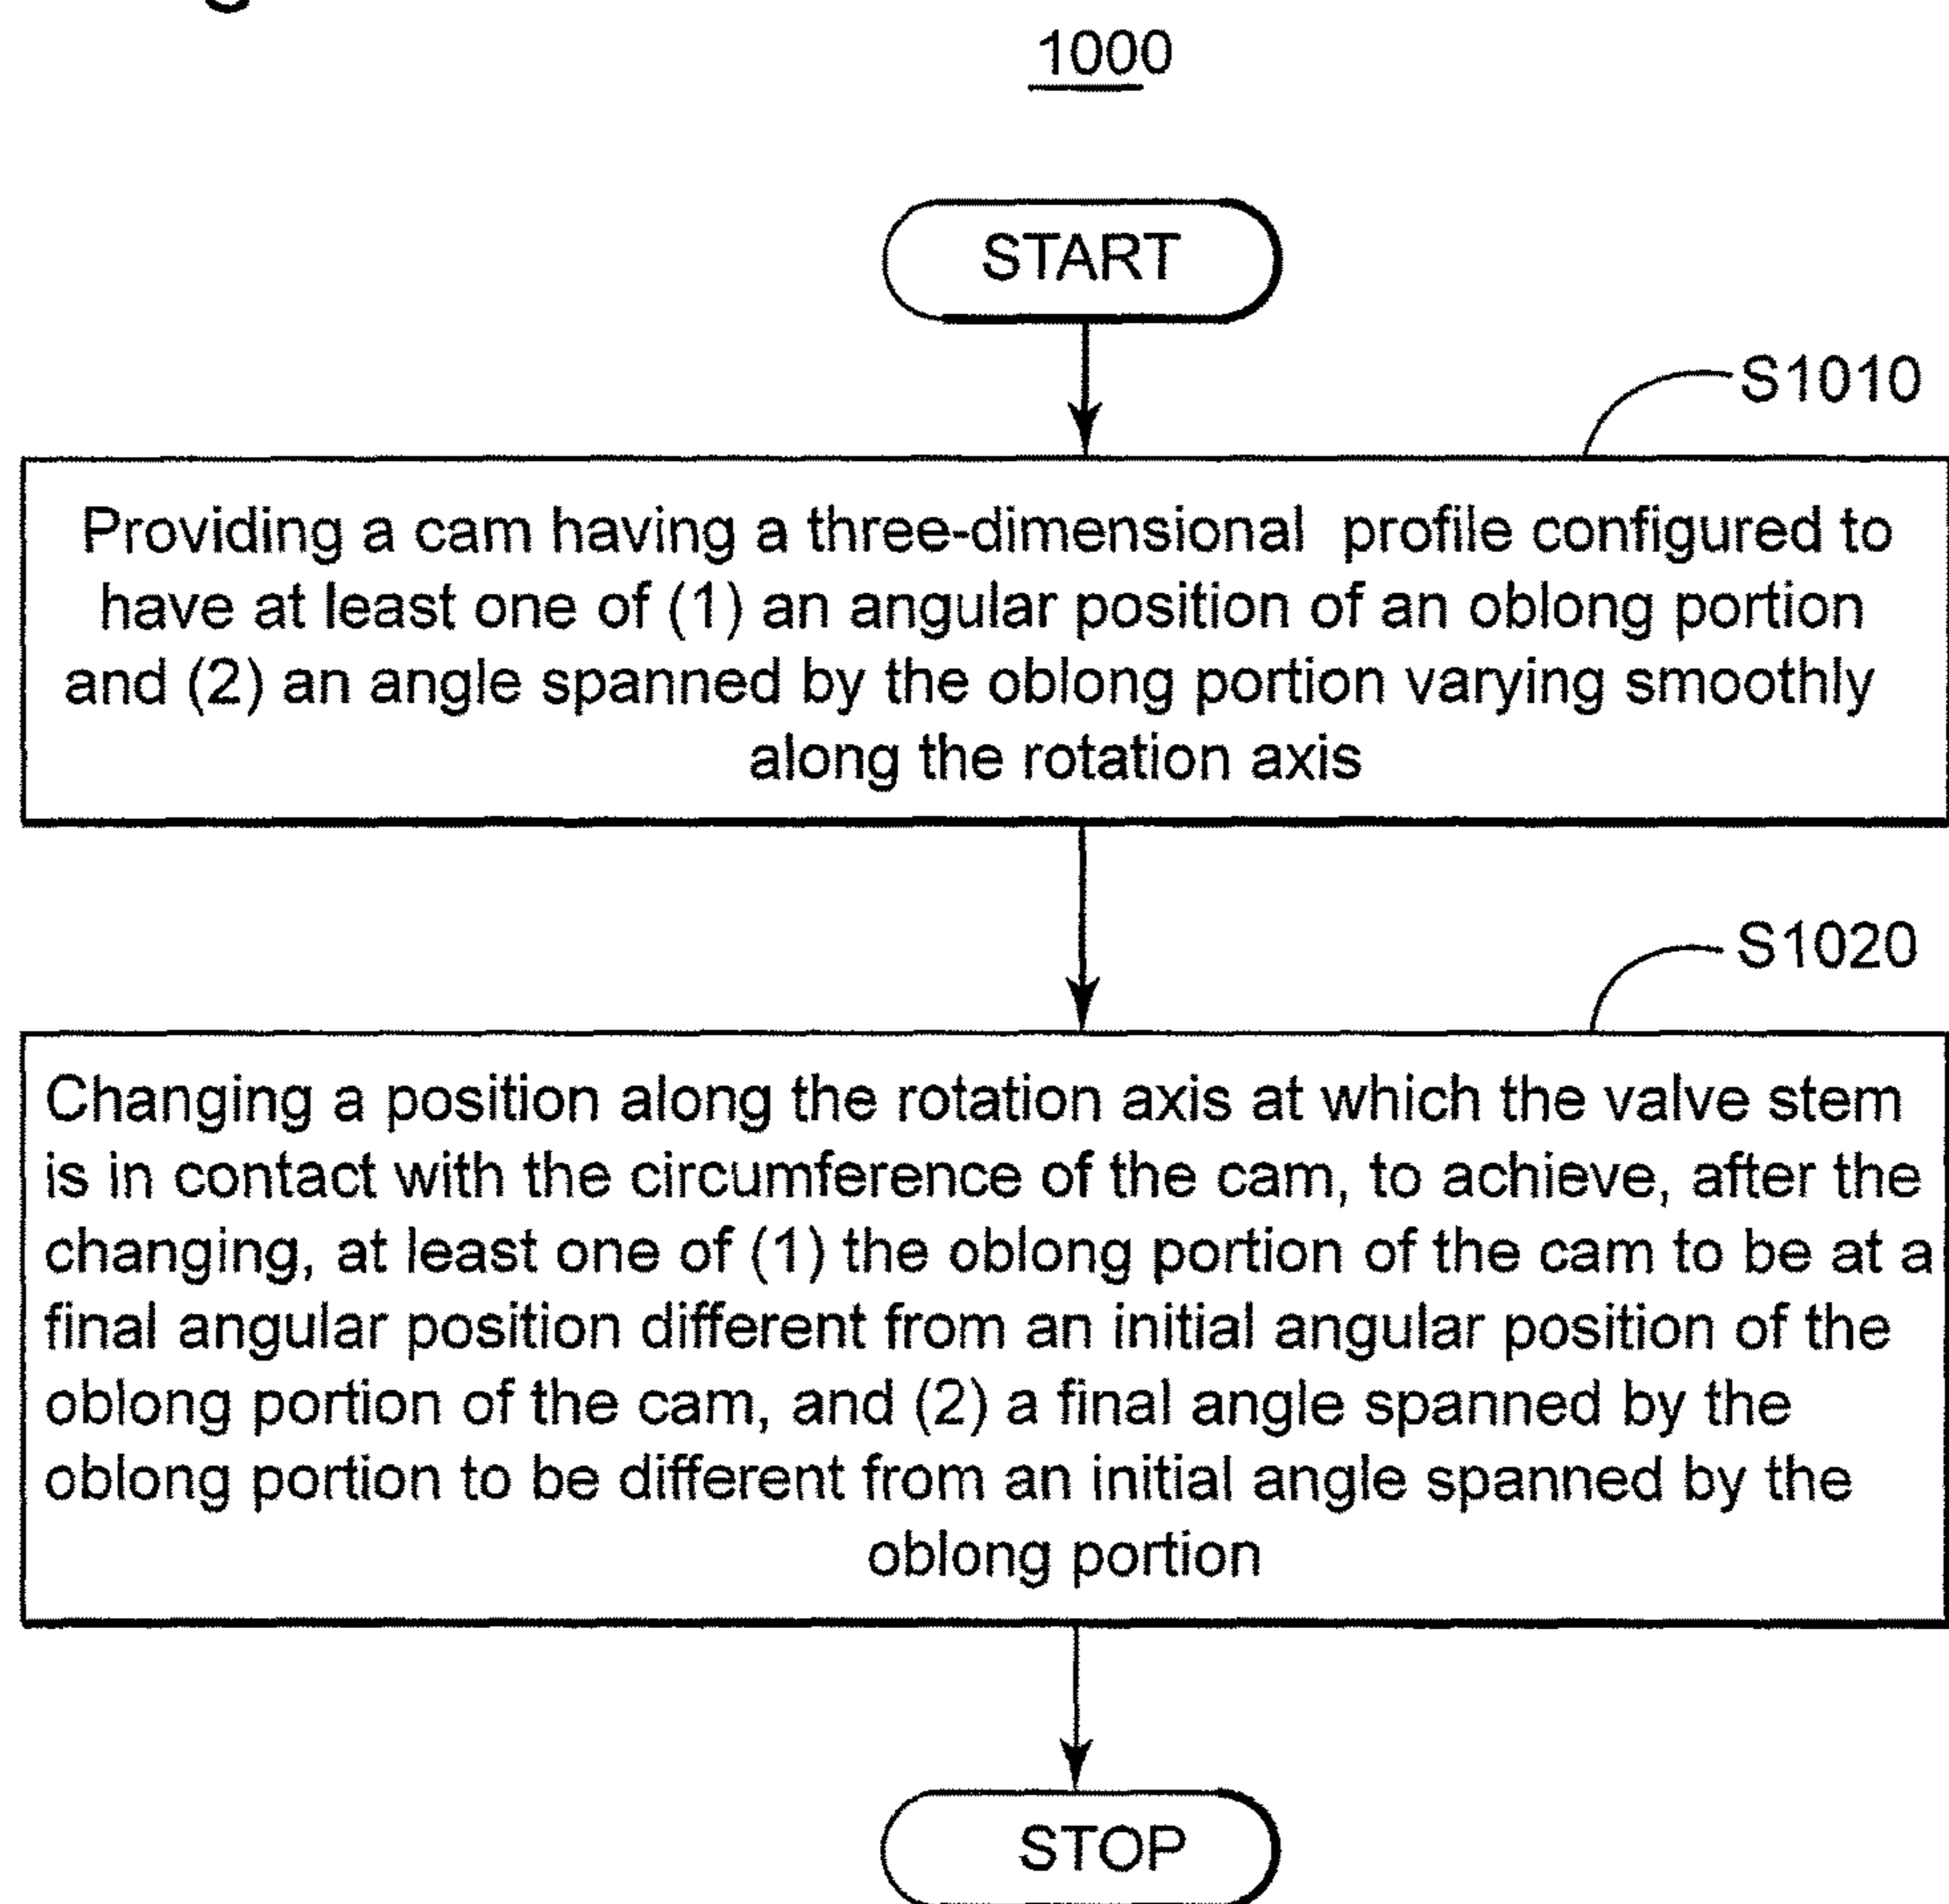 1000
START
S1010
Providing a cam having a three-dimensional profile configured to
have at least one of (1) an angular position of an oblong portion
and (2) an angle spanned by the oblong portion varying smoothly
along the rotation axis
S1020
Changing a position along the rotation axis at which the valve stem
is in contact with the circumference of the cam, to achieve, after the
changing, at least one of (1) the oblong portion of the cam to be at a
final angular position different from an initial angular position of the
oblong portion of the cam, and (2) a final angle spanned by the
oblong portion to be different from an initial angle spanned by the
oblong portion
STOP